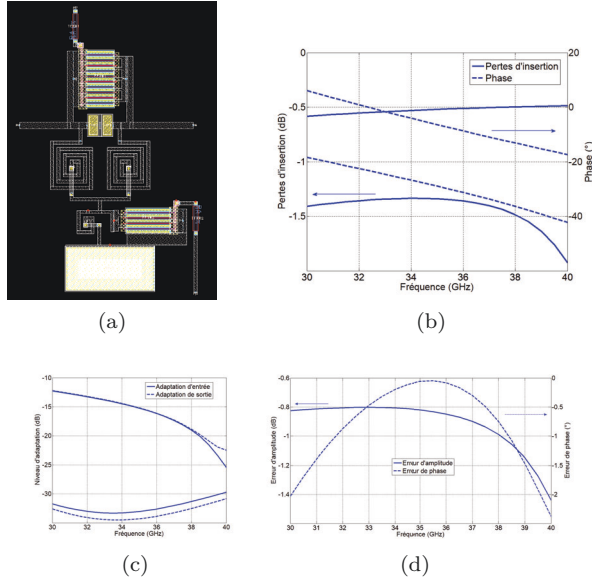 0
-0.5
-1
-1.5
Pertes d'insertion (dB)
20
0
-20
-40
Phase (°)
Pertes d'insertion
Phase
30 32 34 36 38 40
Fréquence (GHz)
(a)
(b)
-10
-15
-20
-25
-30
Niveau d'adaptation (dB)
Adaptation d'entrée
Adaptation de sortie
30 32 34 36 38 40
Fréquence (GHz)
-0.6
-0.8
-1
-1.2
-1.4
Erreur d'amplitude (dB)
0
0.5
1
1.5
2
Erreur de phase (°)
Erreur d'amplitude
Erreur de phase
30 31 32 33 34 35 36 37 38 39 40
Fréquence (GHz)
(c)
(d)